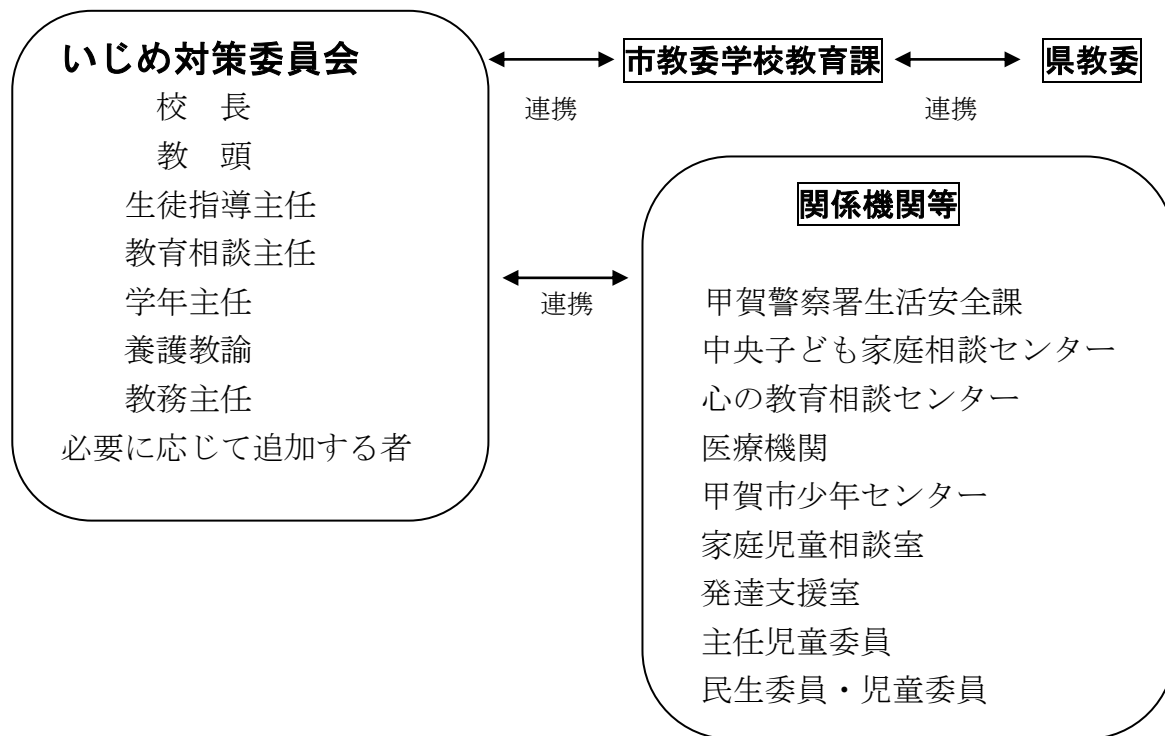 いじめ対策委員会
校　長
教　頭
生徒指導主任
教育相談主任
学年主任
養護教諭
教務主任
必要に応じて追加する者
連携
市教委学校教育課
連携
県教委
連携
関係機関等
甲賀警察署生活安全課
中央子ども家庭相談センター
心の教育相談センター
医療機関
甲賀市少年センター
家庭児童相談室
発達支援室
主任児童委員
民生委員・児童委員